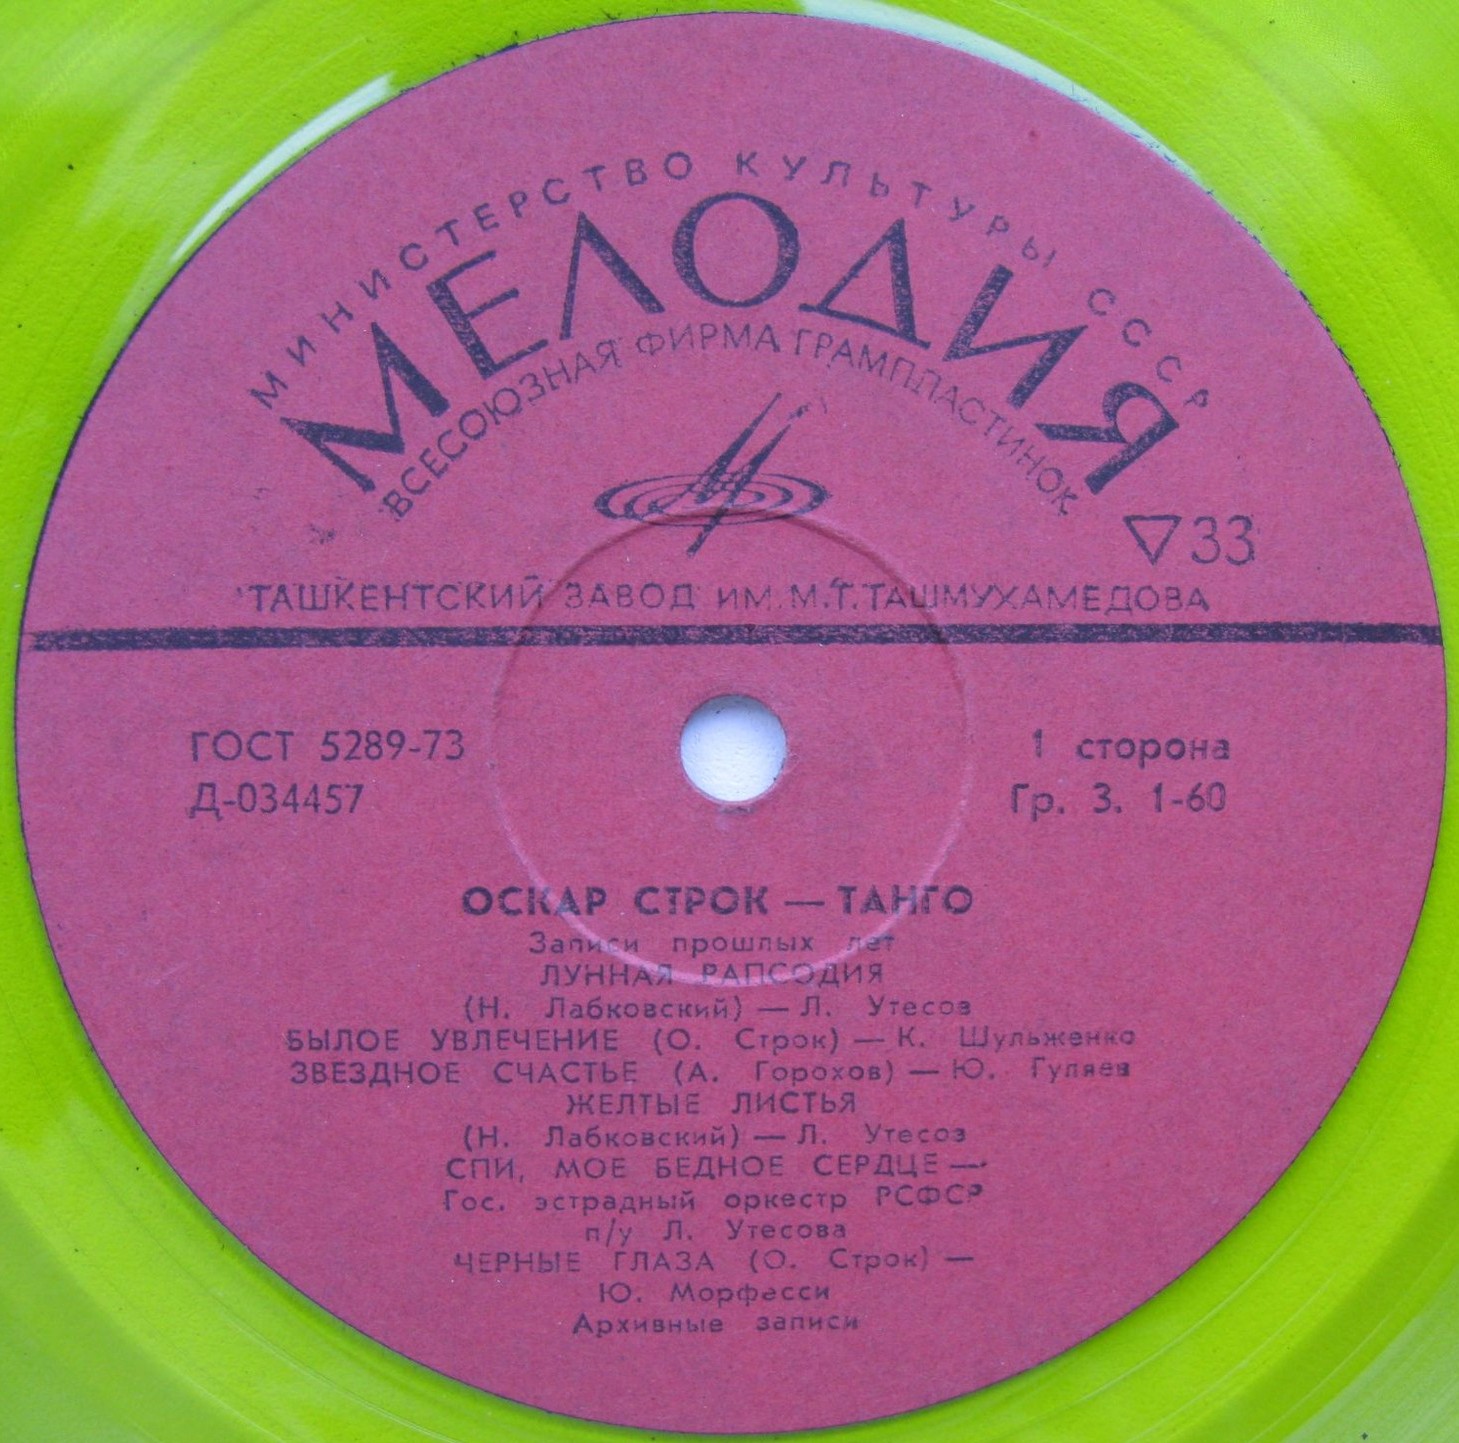 МИНИСТЕРСТВО КУЛЬТУРЫ СССР
МЕЛОДИЯ
ВСЕСОЮЗНАЯ ФИРМА ГРАМПЛАСТИНОК
33
ТАШКЕНТСКИЙ ЗАВОД ИМ. М.Т. ТАШМУХАМЕДОВА
ГОСТ 5289-73
1 сторона
Д-034457
Гр. 3. 1-60
ОСКАР СТРОК — ТАНГО
Записи прошлых лет
ЛУННАЯ РАПСОДИЯ
(Н. Лабковский) — Л. Утесов
БЫЛОЕ УВЛЕЧЕНИЕ (О. Строк) — К. Шульженко
ЗВЕЗДНОЕ СЧАСТЬЕ (А. Горохов) — Ю. Гуляев
ЖЕЛТЫЕ ЛИСТЬЯ
(Н. Лабковский) — Л. Утесов
СПИ, МОЕ БЕДНОЕ СЕРДЦЕ —
Гос. эстрадный оркестр РСФСР
п/у Л. Утесова
ЧЕРНЫЕ ГЛАЗА (О. Строк) —
Ю. Морфесси
Архивные записи